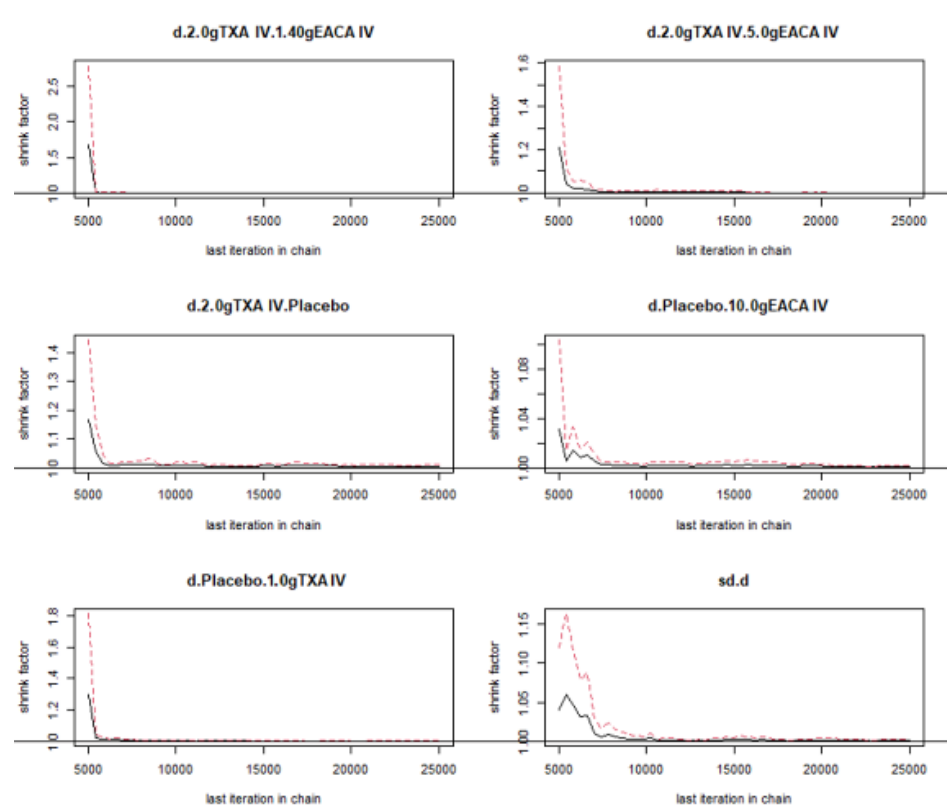 d.2.0gTXA IV.1.40gEACA IV
shrink factor
1.0 1.5 2.0 2.5
5000 10000 15000 20000 25000
last iteration in chain
d.2.0gTXA IV.5.0gEACA IV
shrink factor
1.0 1.2 1.4 1.6
5000 10000 15000 20000 25000
last iteration in chain
d.2.0gTXA IV.Placebo
shrink factor
1.0 1.1 1.2 1.3 1.4
5000 10000 15000 20000 25000
last iteration in chain
d.Placebo.10.0gEACA IV
shrink factor
1.00 1.04 1.08
5000 10000 15000 20000 25000
last iteration in chain
d.Placebo.1.0gTXA IV
shrink factor
1.0 1.2 1.4 1.6 1.8
5000 10000 15000 20000 25000
last iteration in chain
sd.d
shrink factor
1.00 1.05 1.10 1.15
5000 10000 15000 20000 25000
last iteration in chain